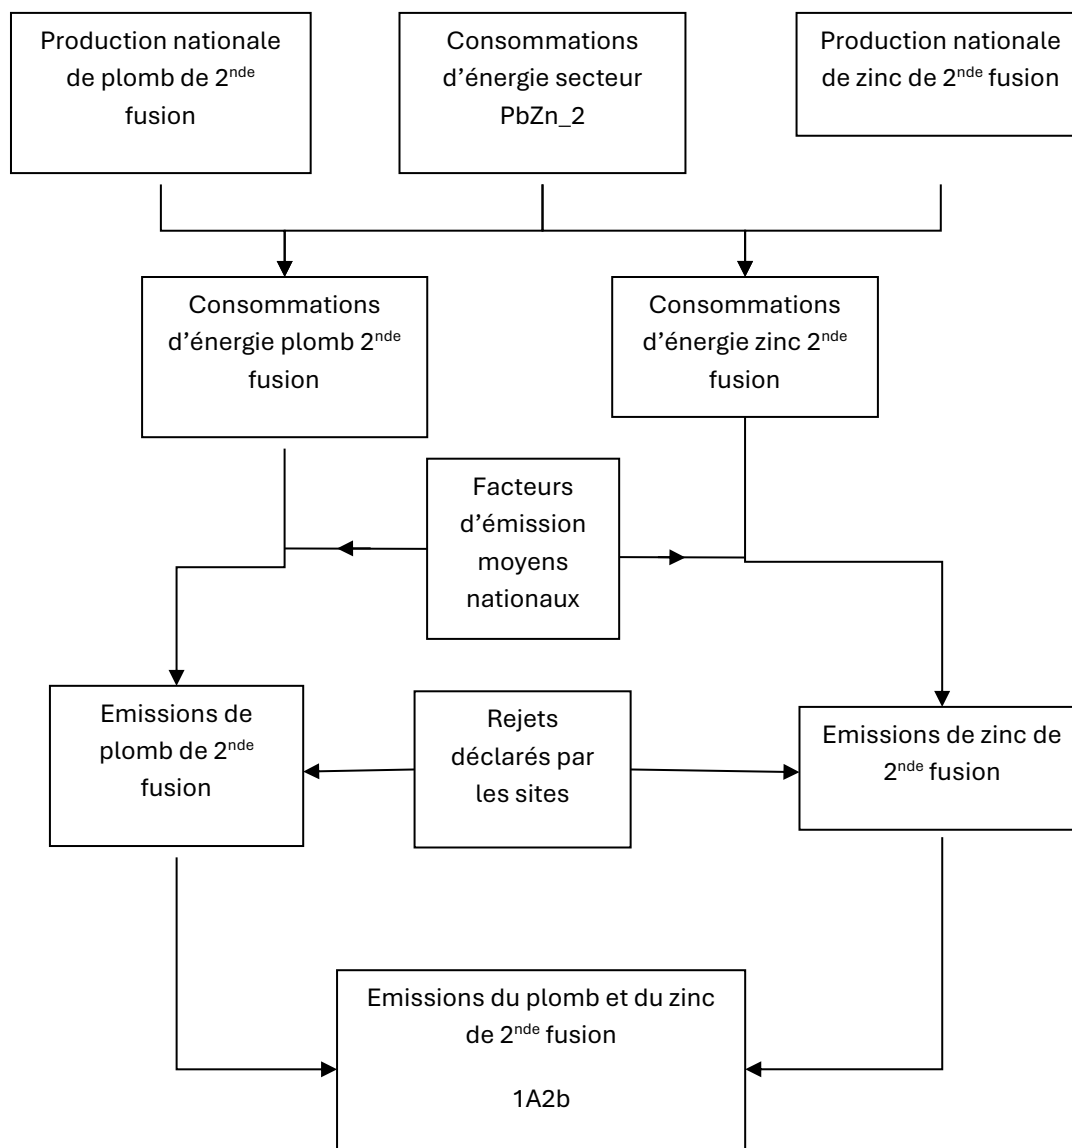 Production nationale
de plomb de 2nde
fusion
Consommations
d’énergie secteur
PbZn_2
Production nationale
de zinc de 2nde fusion
Consommations
d’énergie plomb 2nde
fusion
Consommations
d’énergie zinc 2nde
fusion
Facteurs
d’émission
moyens
nationaux
Emissions de
plomb de 2nde
fusion
Rejets
déclarés par
les sites
Emissions de zinc de
2nde fusion
Emissions du plomb et du zinc
de 2nde fusion
1A2b